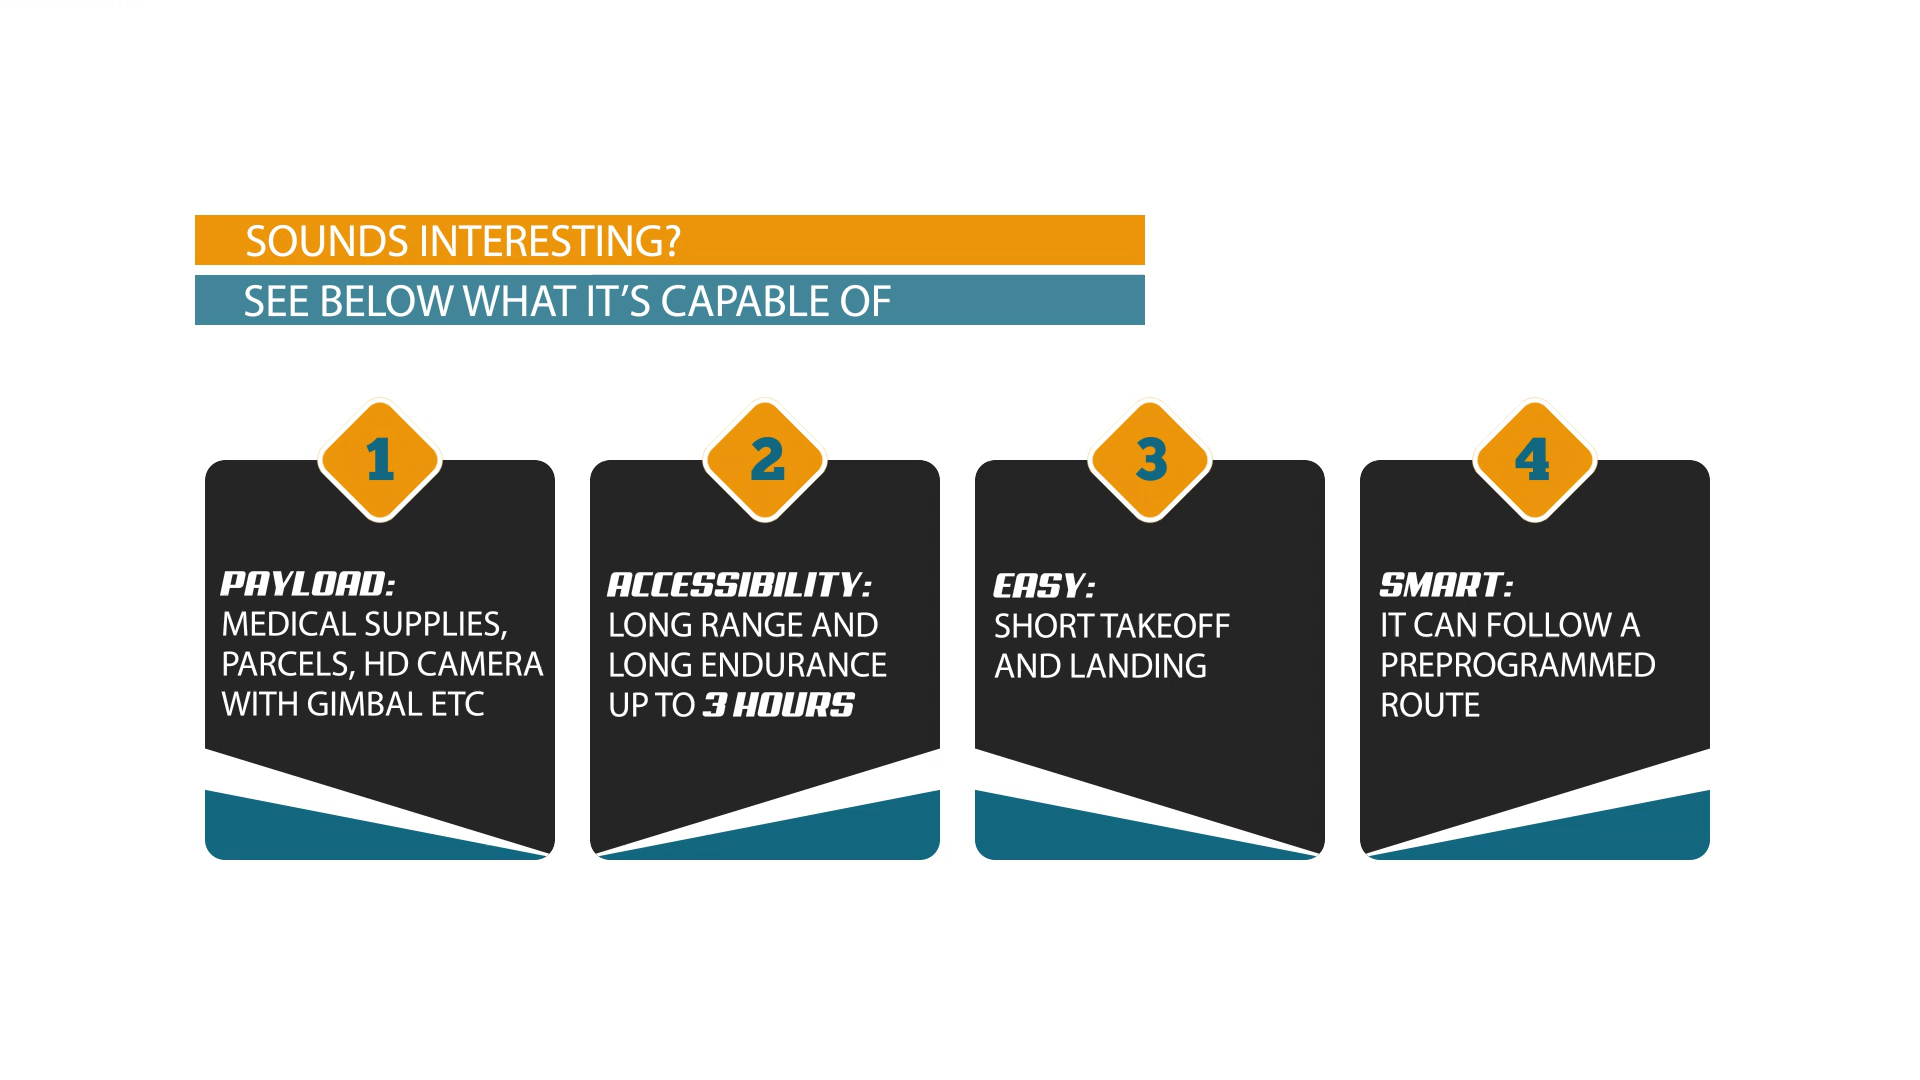 SOUNDS INTERESTING?
SEE BELOW WHAT IT’S CAPABLE OF
1
PAYLOAD:
MEDICAL SUPPLIES,
PARCELS, HD CAMERA
WITH GIMBAL ETC
2
ACCESSIBILITY:
LONG RANGE AND
LONG ENDURANCE
UP TO 3 HOURS
3
EASY:
SHORT TAKEOFF
AND LANDING
4
SMART:
IT CAN FOLLOW A
PREPROGRAMMED
ROUTE